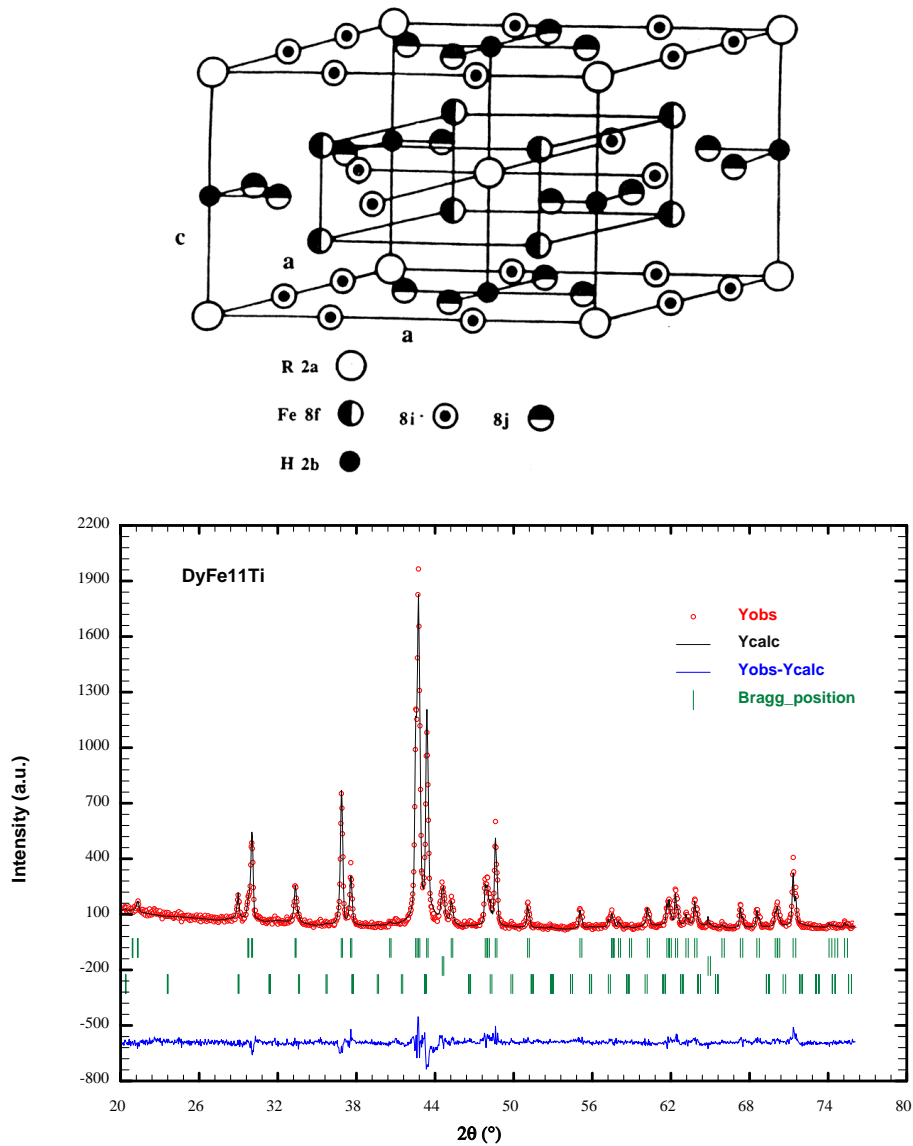 c
a
a
R 2a
Fe 8f 8i 8j
H 2b
2200
1900
1600
1300
1000
700
400
100
-200
-500
-800
DyFe11Ti
Yobs
Ycalc
Yobs-Ycalc
Bragg_position
Intensity (a.u.)
20 26 32 38 44 50 56 62 68 74 80
2θ (°)